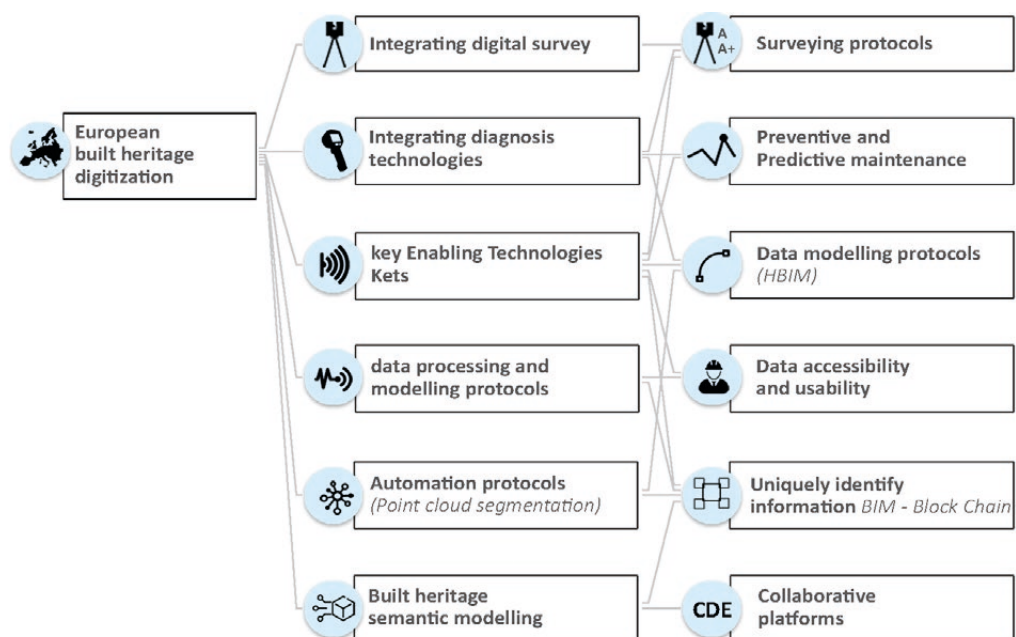 European
built heritage
digitization
Integrating digital survey
Integrating diagnosis
technologies
key Enabling Technologies
Kets
data processing and
modelling protocols
Automation protocols
(Point cloud segmentation)
Built heritage
semantic modelling
A
A+
Surveying protocols
Preventive and
Predictive maintenance
Data modelling protocols
(HBIM)
Data accessibility
and usability
Uniquely identify
information BIM - Block Chain
CDE
Collaborative
platforms